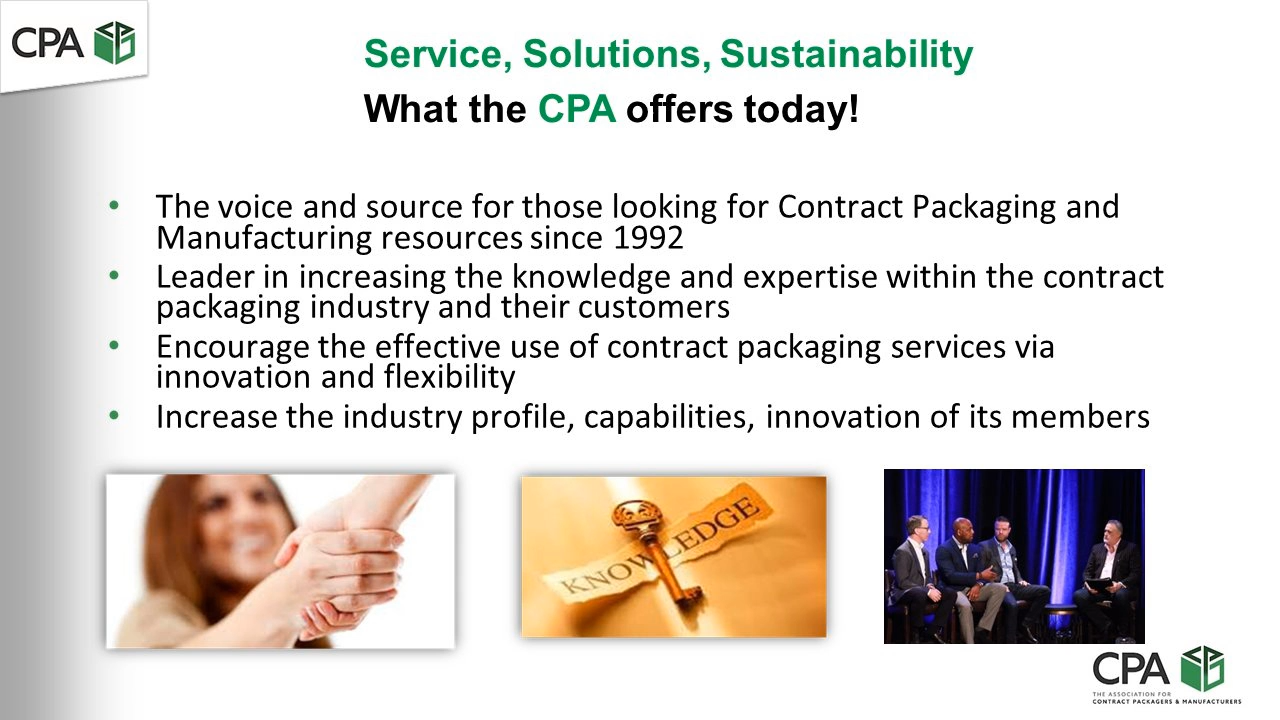 CPA
Service, Solutions, Sustainability
What the CPA offers today!
• The voice and source for those looking for Contract Packaging and
Manufacturing resources since 1992
• Leader in increasing the knowledge and expertise within the contract
packaging industry and their customers
• Encourage the effective use of contract packaging services via
innovation and flexibility
• Increase the industry profile, capabilities, innovation of its members
KNOWLEDGE
CPA
THE ASSOCIATION FOR
CONTRACT PACKAGERS & MANUFACTURERS